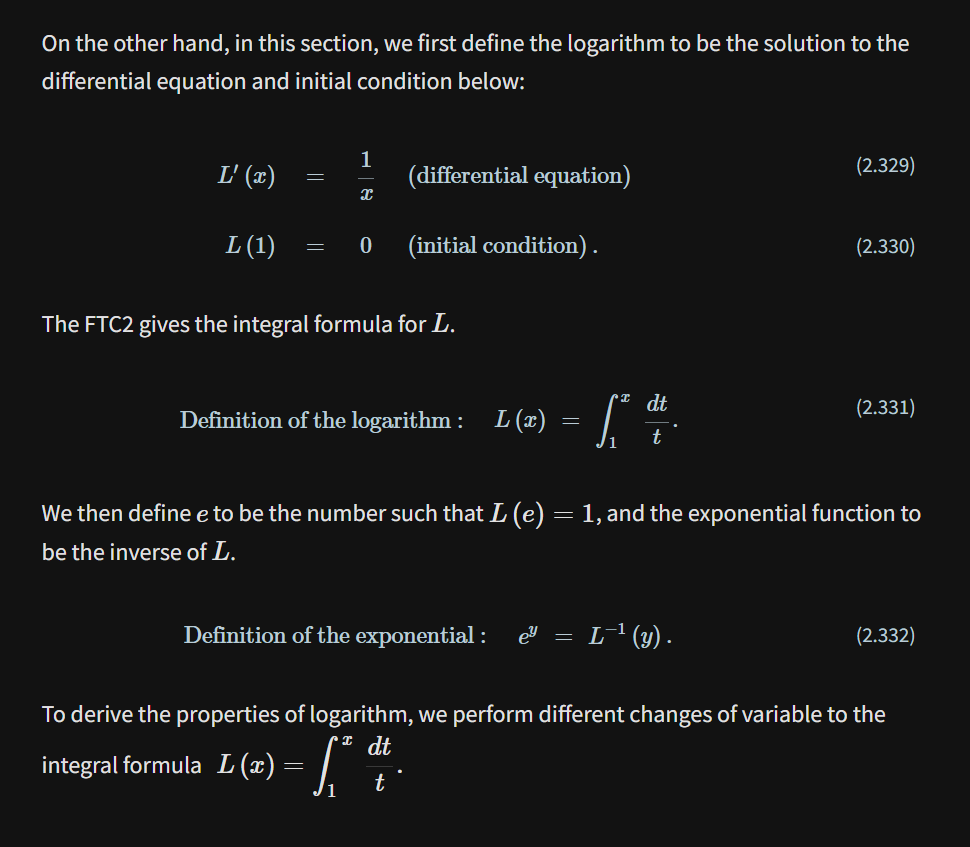 On the other hand, in this section, we first define the logarithm to be the solution to the
differential equation and initial condition below:
L′ (x) = 1/x (differential equation) (2.329)
L (1) = 0 (initial condition) . (2.330)
The FTC2 gives the integral formula for L.
Definition of the logarithm : L (x) = ∫₁ˣ dt/t. (2.331)
We then define e to be the number such that L (e) = 1, and the exponential function to
be the inverse of L.
Definition of the exponential : eʸ = L⁻¹ (y) . (2.332)
To derive the properties of logarithm, we perform different changes of variable to the
integral formula L (x) = ∫₁ˣ dt/t.